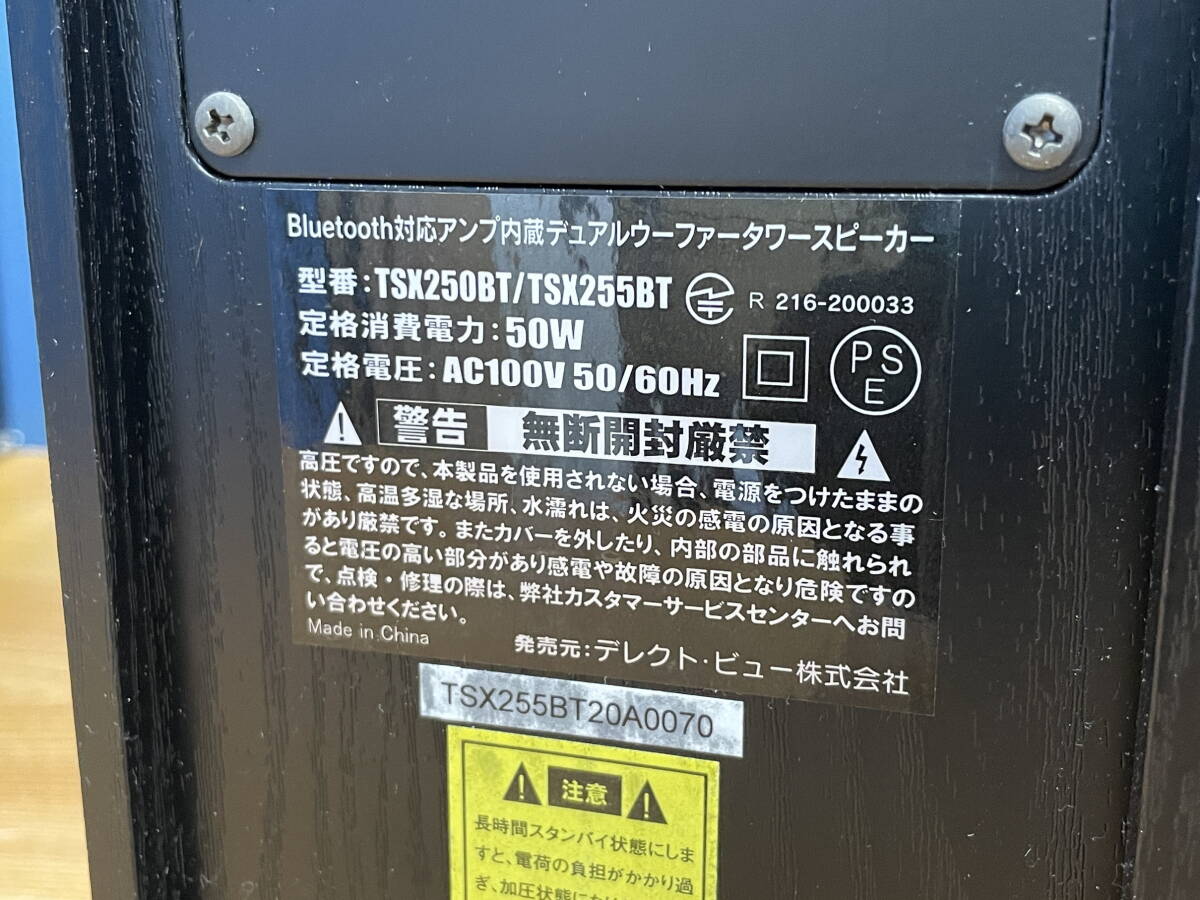 Bluetooth対応アンプ内蔵デュアルウーファータワースピーカー
型番:TSX250BT/TSX255BT R 216-200033
定格消費電力:50W
定格電圧:AC100V 50/60Hz PSE
警告 無断開封厳禁
高圧ですので、本製品を使用されない場合、電源をつけたままの
状態、高温多湿な場所、水濡れは、火災の感電の原因となる事
があり厳禁です。またカバーを外したり、内部の部品に触れられ
ると電圧の高い部分があり感電や故障の原因となり危険ですの
で、点検・修理の際は、弊社カスタマーサービスセンターへお問
い合わせください。
Made in China 発売元:デレクト・ビュー株式会社
TSX255BT20A0070
注意
長時間スタンバイ状態にしま
すと、電荷の負担がかかり過
ぎ、加圧状態に